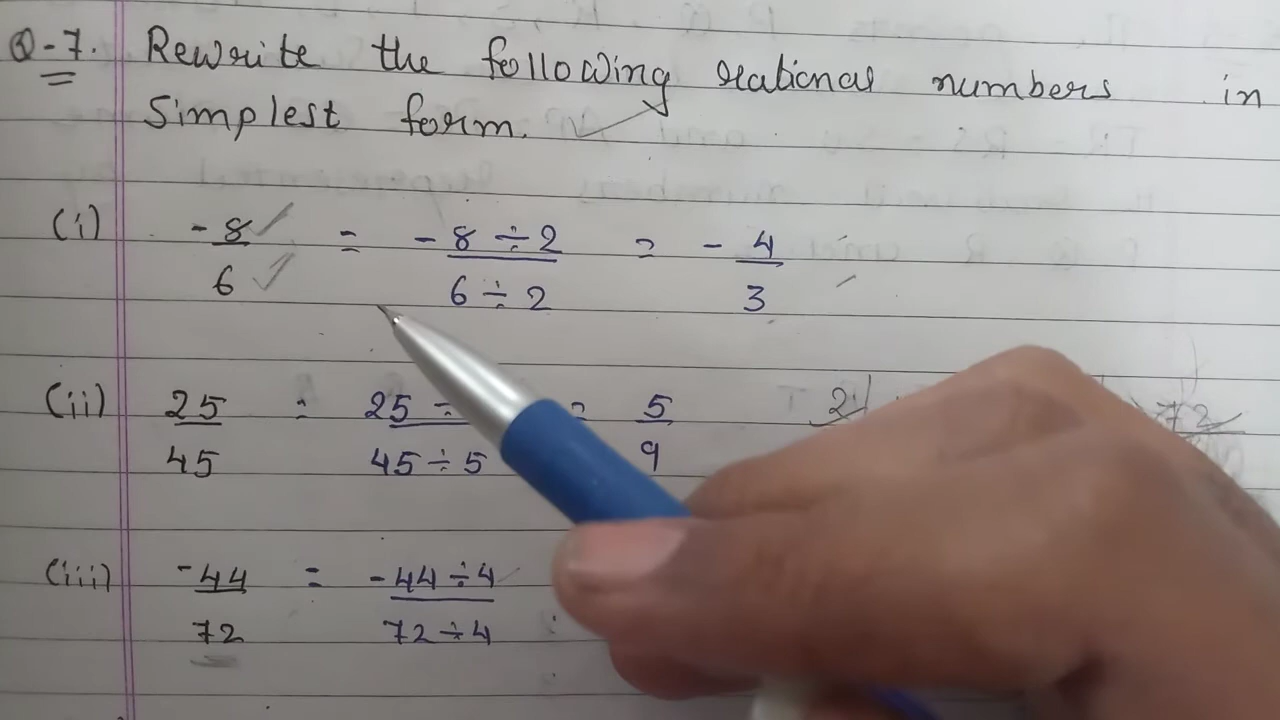 Q-7. Rewrite the following rational numbers in
Simplest form.
(i) -8/6 = -8÷2/6÷2 = -4/3
(ii) 25/45 = 25÷/45÷5 = 5/9
(iii) -44/72 = -44÷4/72÷4
72